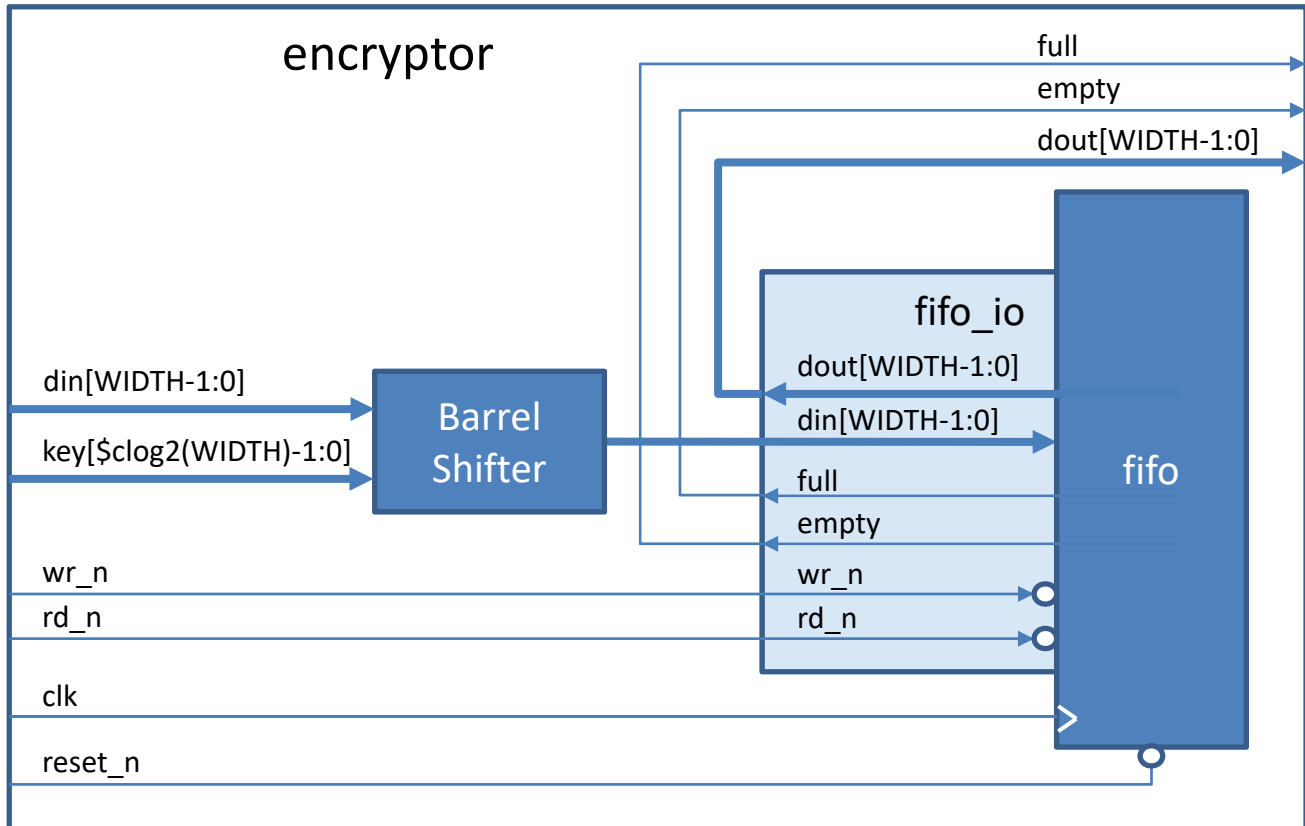 encryptor
full
empty
dout[WIDTH-1:0]
fifo_io
dout[WIDTH-1:0]
din[WIDTH-1:0]
Barrel
Shifter
din[WIDTH-1:0]
key[$clog2(WIDTH)-1:0]
full
fifo
empty
wr_n
wr_n
rd_n
rd_n
clk
reset_n